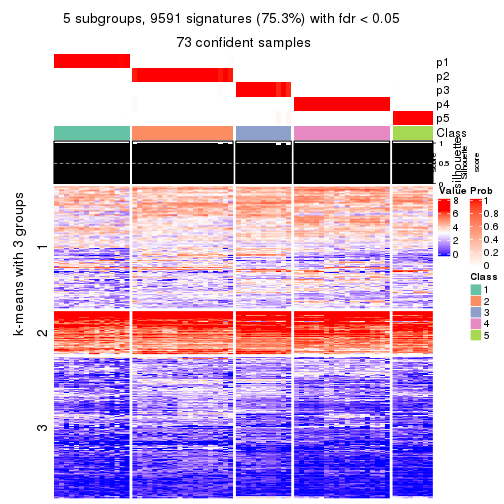 5 subgroups, 9591 signatures (75.3%) with fdr < 0.05
73 confident samples
p1
p2
p3
p4
p5
Class
1
0.5
0
silhouette
Silhouette
score
Value
8
6
4
2
0
Prob
1
0.8
0.6
0.4
0.2
0
Class
1
2
3
4
5
k-means with 3 groups
1
2
3